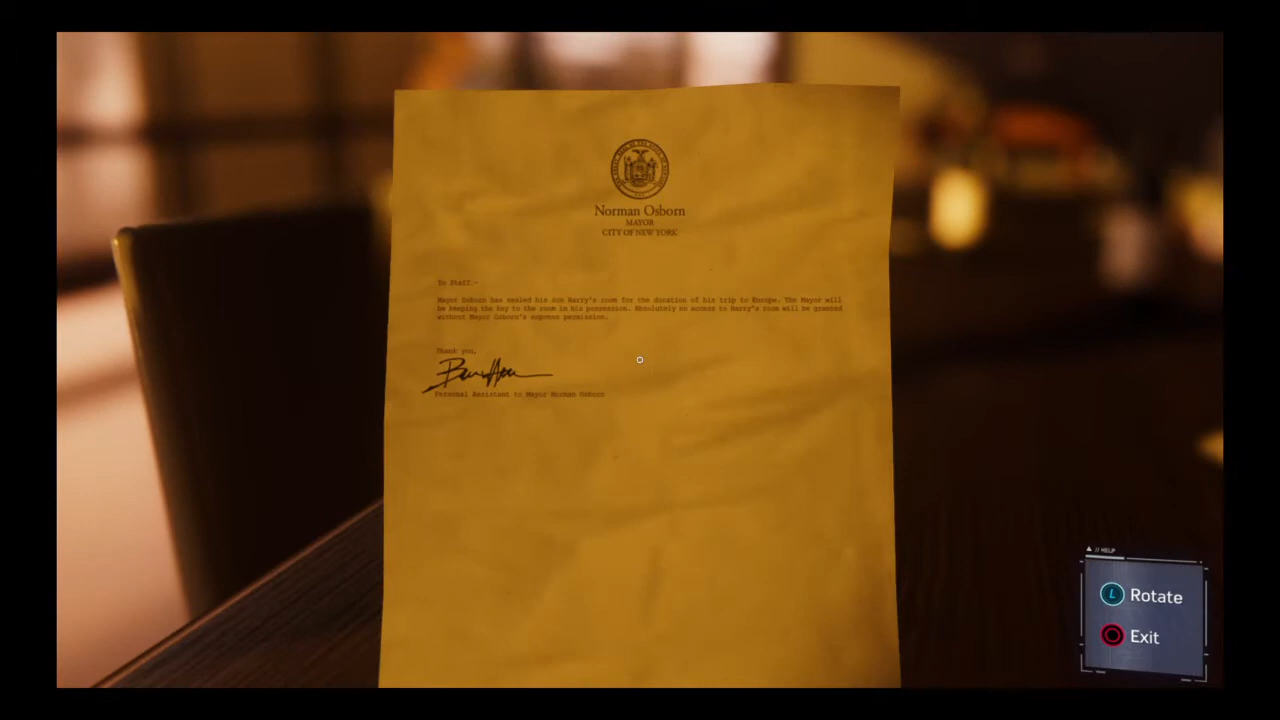 Norman Osborn
MAYOR
CITY OF NEW YORK
To Staff.-
Mayor Osborn has sealed his son Harry's room for the duration of his trip to Europe. The Mayor will
be keeping the key to the room in his possession. Absolutely no access to Harry's room will be granted
without Mayor Osborn's express permission.
Thank you,
Personal Assistant to Mayor Norman Osborn
// HELP
L Rotate
Exit